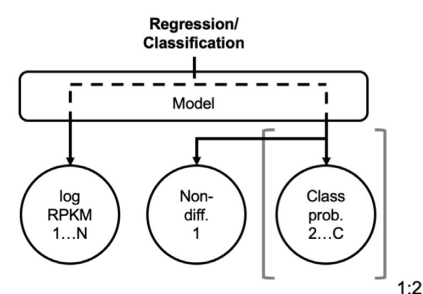 Regression/
Classification
Model
log
RPKM
1...N
Non-
diff.
1
Class
prob.
2...C
1:2